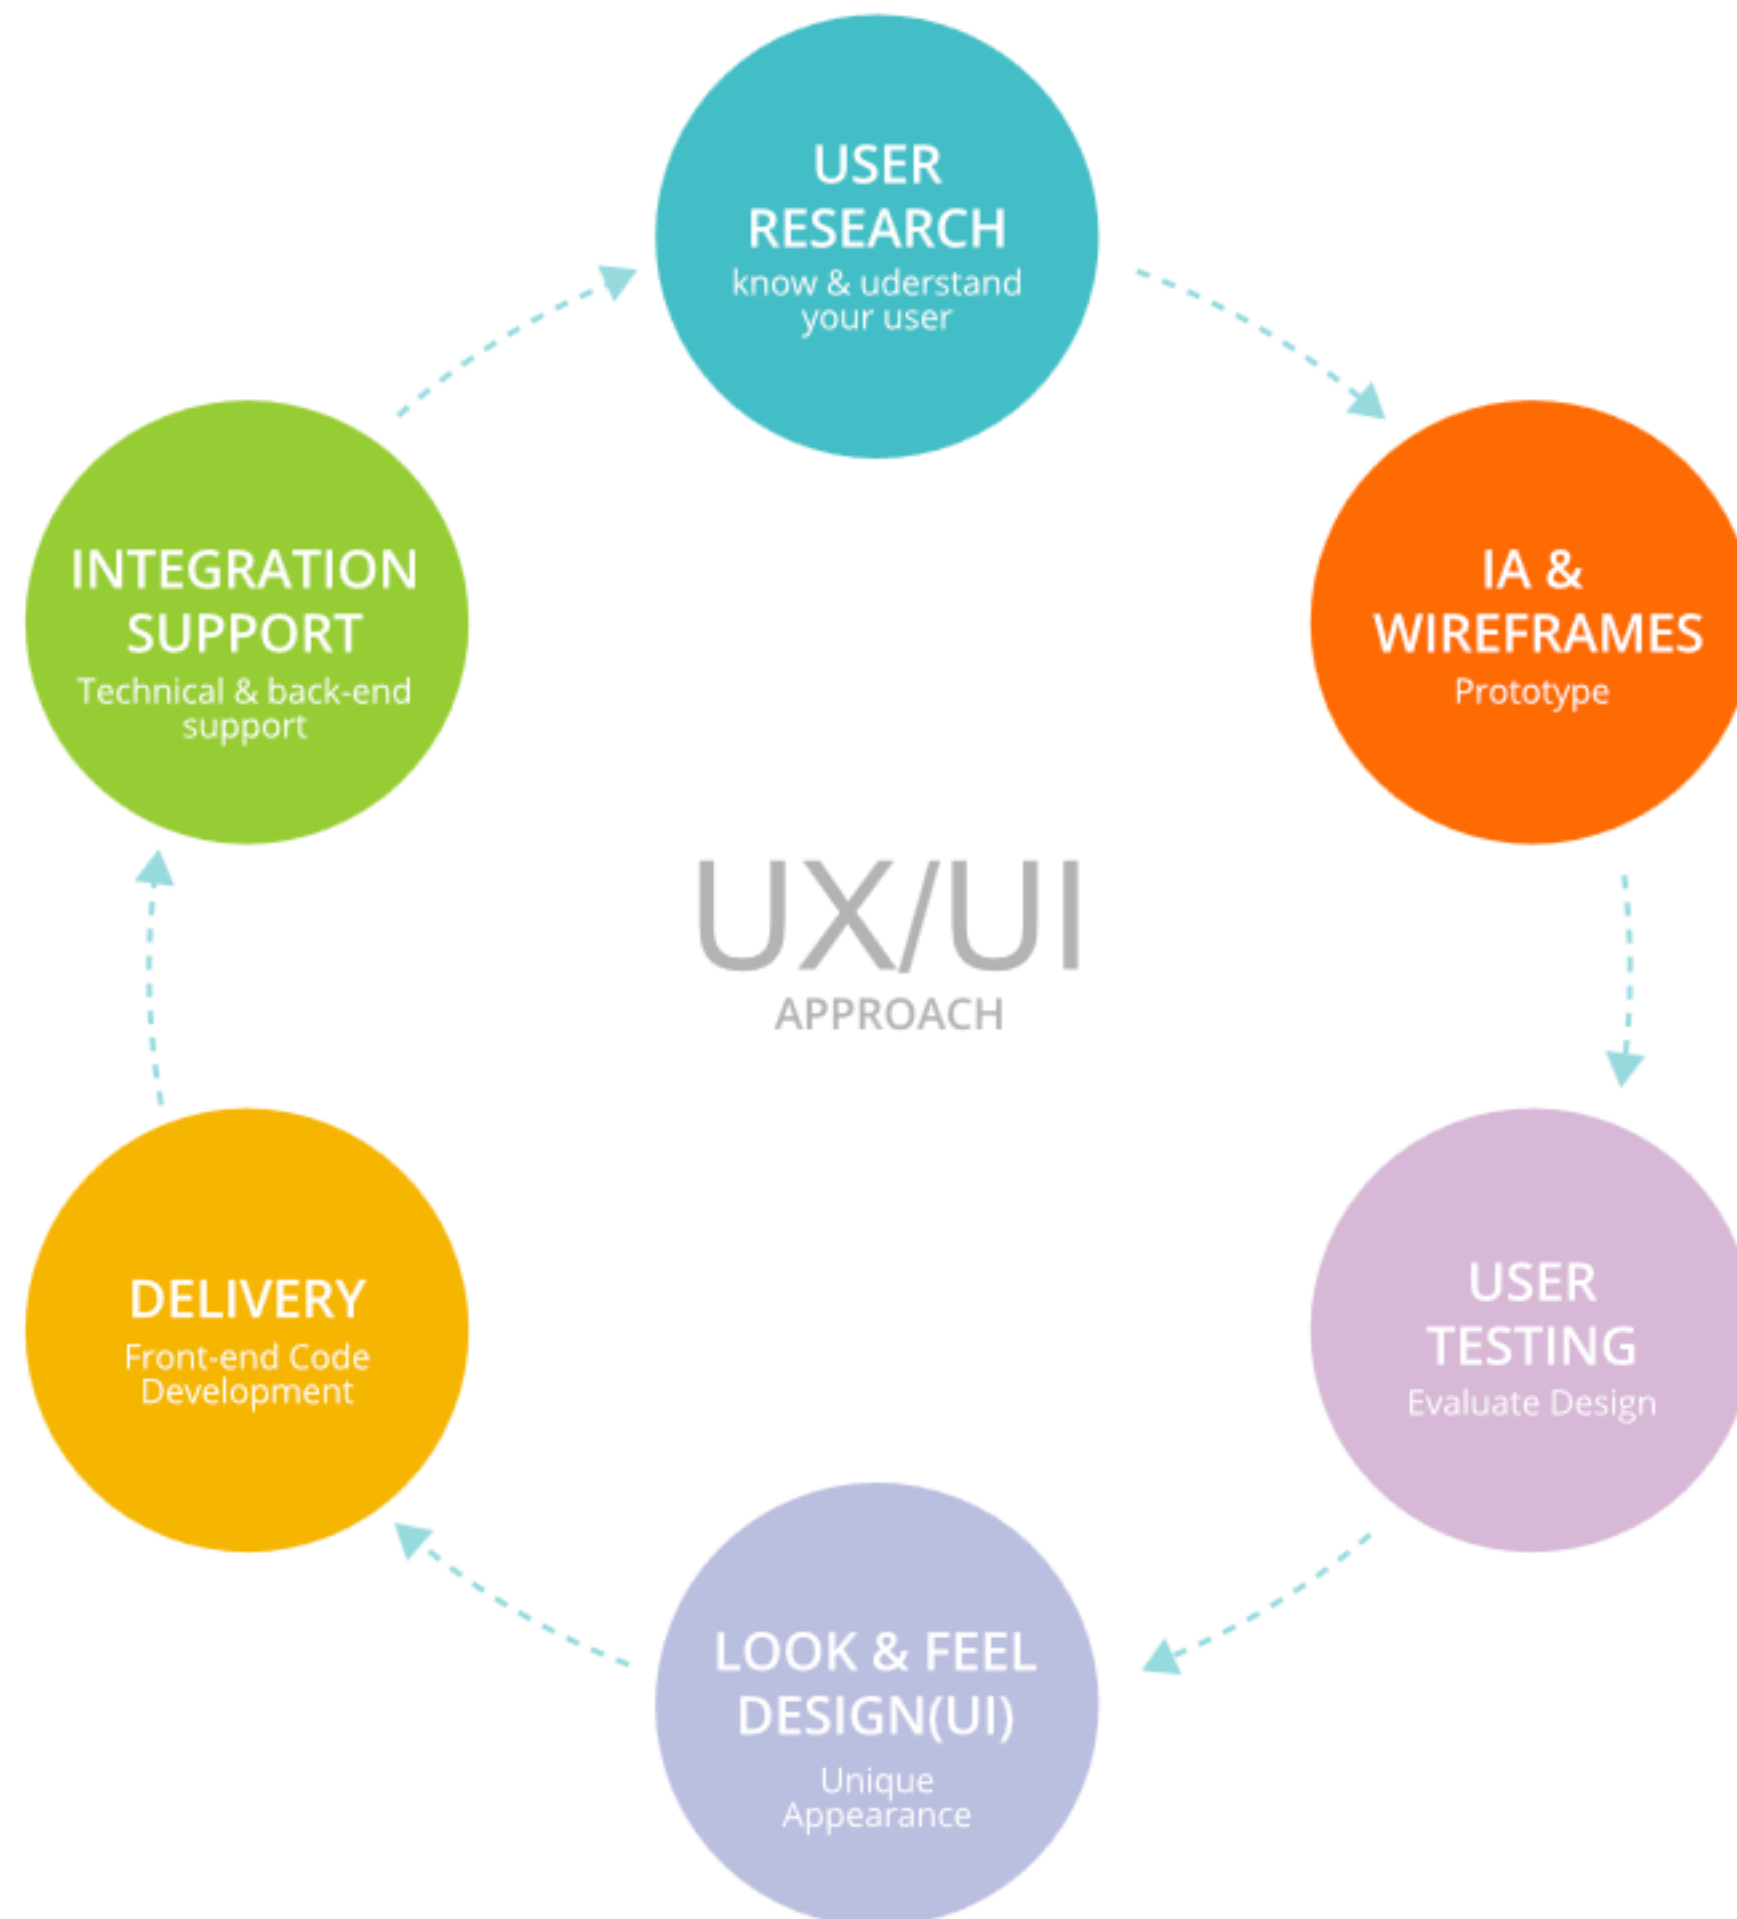 USER
RESEARCH
know & uderstand
your user
IA &
WIREFRAMES
Prototype
USER
TESTING
Evaluate Design
LOOK & FEEL
DESIGN(UI)
Unique
Appearance
DELIVERY
Front-end Code
Development
INTEGRATION
SUPPORT
Technical & back-end
support
UX/UI
APPROACH